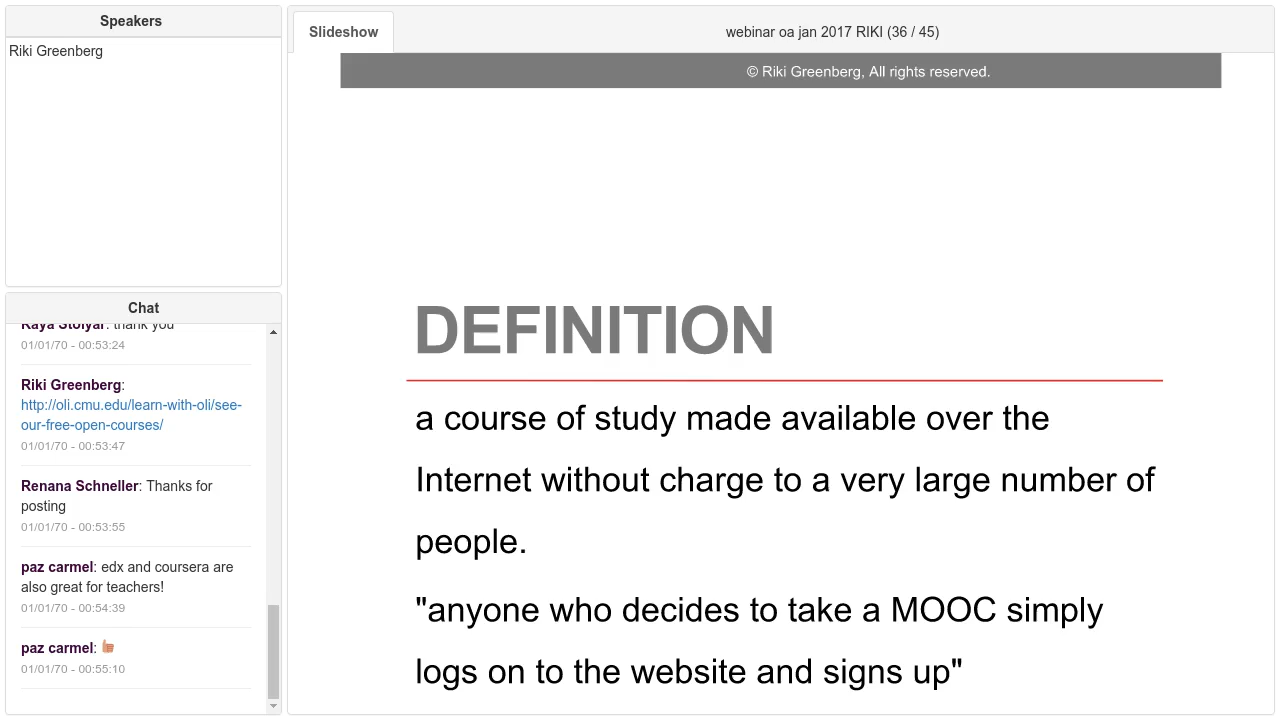 Speakers
Riki Greenberg
Chat
Raya Stolyar: thank you
01/01/70 - 00:53:24
Riki Greenberg:
http://oli.cmu.edu/learn-with-oli/see-
our-free-open-courses/
01/01/70 - 00:53:47
Renana Schneller: Thanks for
posting
01/01/70 - 00:53:55
paz carmel: edx and coursera are
also great for teachers!
01/01/70 - 00:54:39
paz carmel: 👍
01/01/70 - 00:55:10
Slideshow
webinar oa jan 2017 RIKI (36 / 45)
© Riki Greenberg, All rights reserved.
DEFINITION
a course of study made available over the
Internet without charge to a very large number of
people.
"anyone who decides to take a MOOC simply
logs on to the website and signs up"